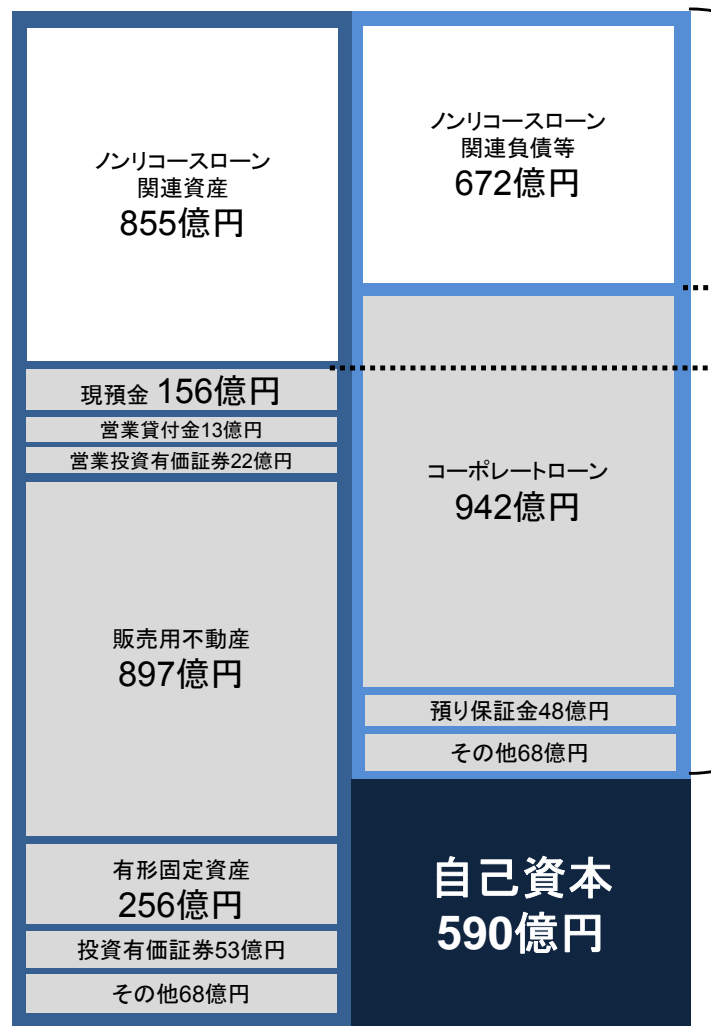 ノンリコースローン
関連資産
855億円
現預金 156億円
営業貸付金13億円
営業投資有価証券22億円
販売用不動産
897億円
有形固定資産
256億円
投資有価証券53億円
その他68億円
ノンリコースローン
関連負債等
672億円
コーポレートローン
942億円
預り保証金48億円
その他68億円
自己資本
590億円